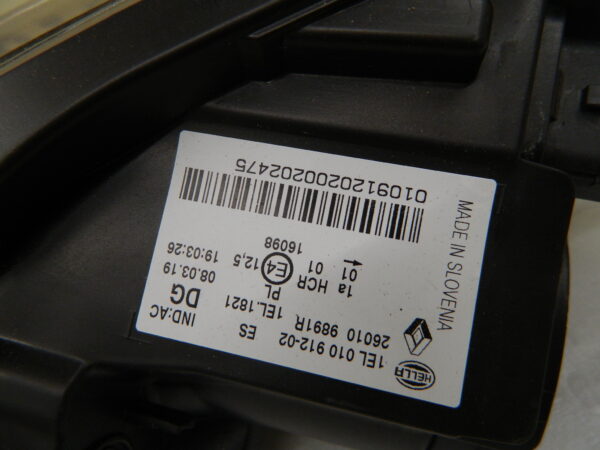 HELLA
1EL 010 912-02 ES IND:AC
26010 9891R 1EL.1821 DG
PL 08.03.19
1a HCR E4 12,5 19:03:26
01 01 16098
MADE IN SLOVENIA
01091202000202475